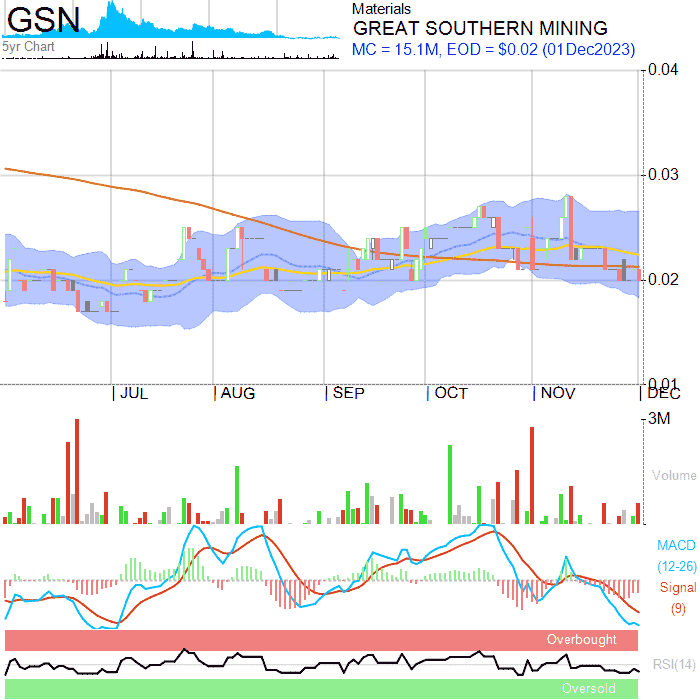 GSN
5yr Chart
Materials
GREAT SOUTHERN MINING
MC = 15.1M, EOD = $0.02 (01Dec2023)
0.04
0.03
0.02
0.01
JUL AUG SEP OCT NOV DEC
3M
Volume
MACD
(12-26)
Signal
(9)
Overbought
RSI(14)
Oversold